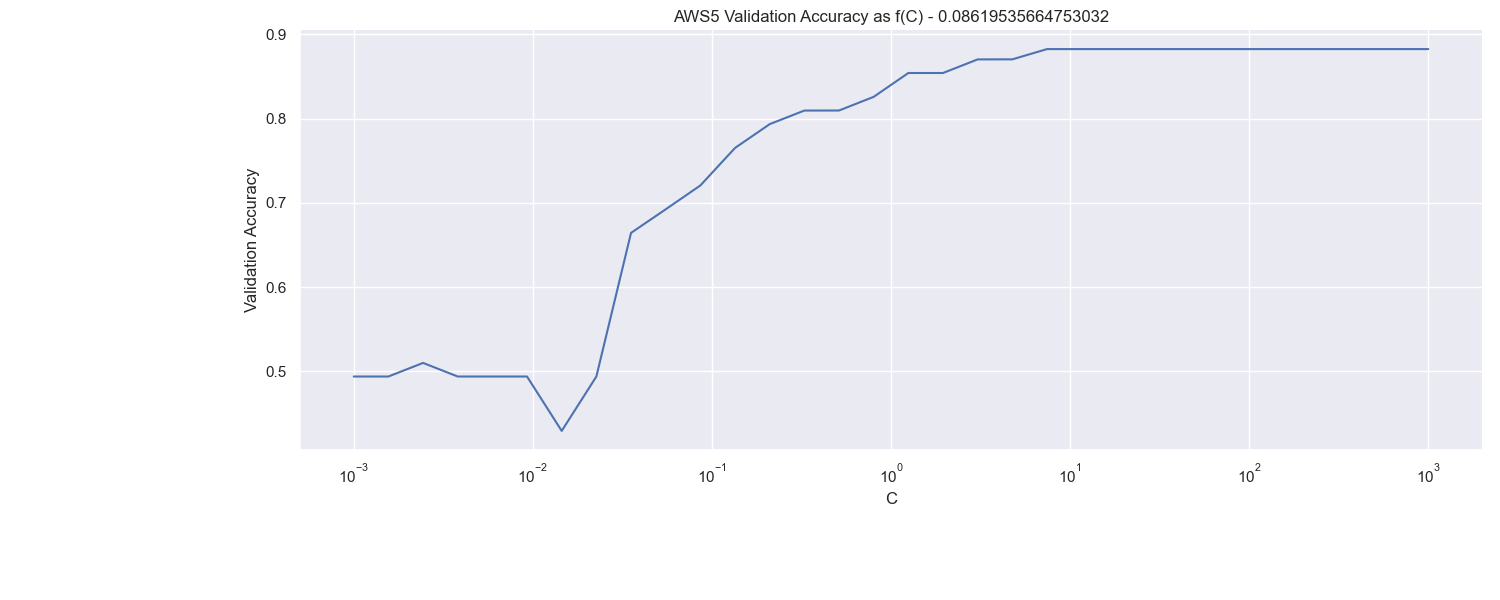 AWS5 Validation Accuracy as f(C) - 0.08619535664753032
0.9
0.8
0.7
0.6
0.5
Validation Accuracy
10⁻³ 10⁻² 10⁻¹ 10⁰ 10¹ 10² 10³
C